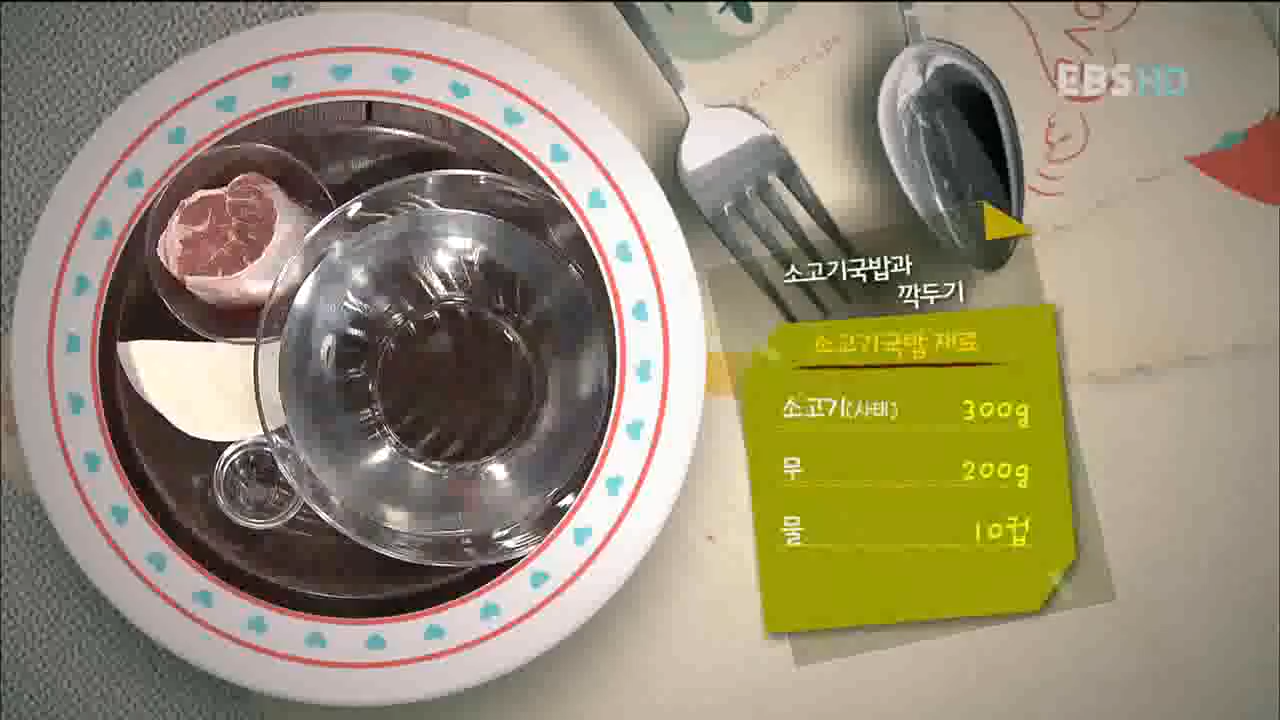 EBS HD
소고기국밥과
깍두기
소고기국밥 재료
소고기(사태) 300g
무 200g
물 10컵